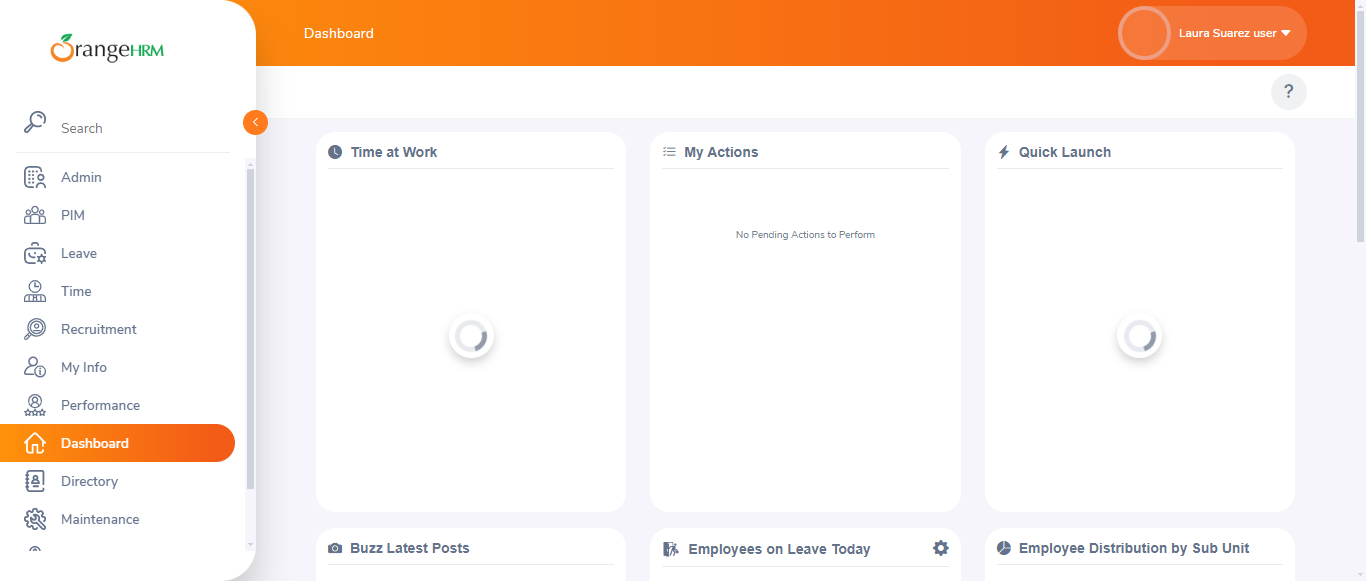 OrangeHRM
Dashboard
Laura Suarez user
?
Search
Admin
PIM
Leave
Time
Recruitment
My Info
Performance
Dashboard
Directory
Maintenance
Time at Work
My Actions
No Pending Actions to Perform
Quick Launch
Buzz Latest Posts
Employees on Leave Today
Employee Distribution by Sub Unit